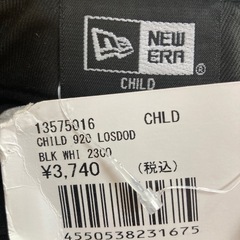 NEW ERA®
CHILD
13575016 CHLD
CHILD 920 LOSDOD
BLK WHI 2300
¥3,740 (税込)
4550538231675